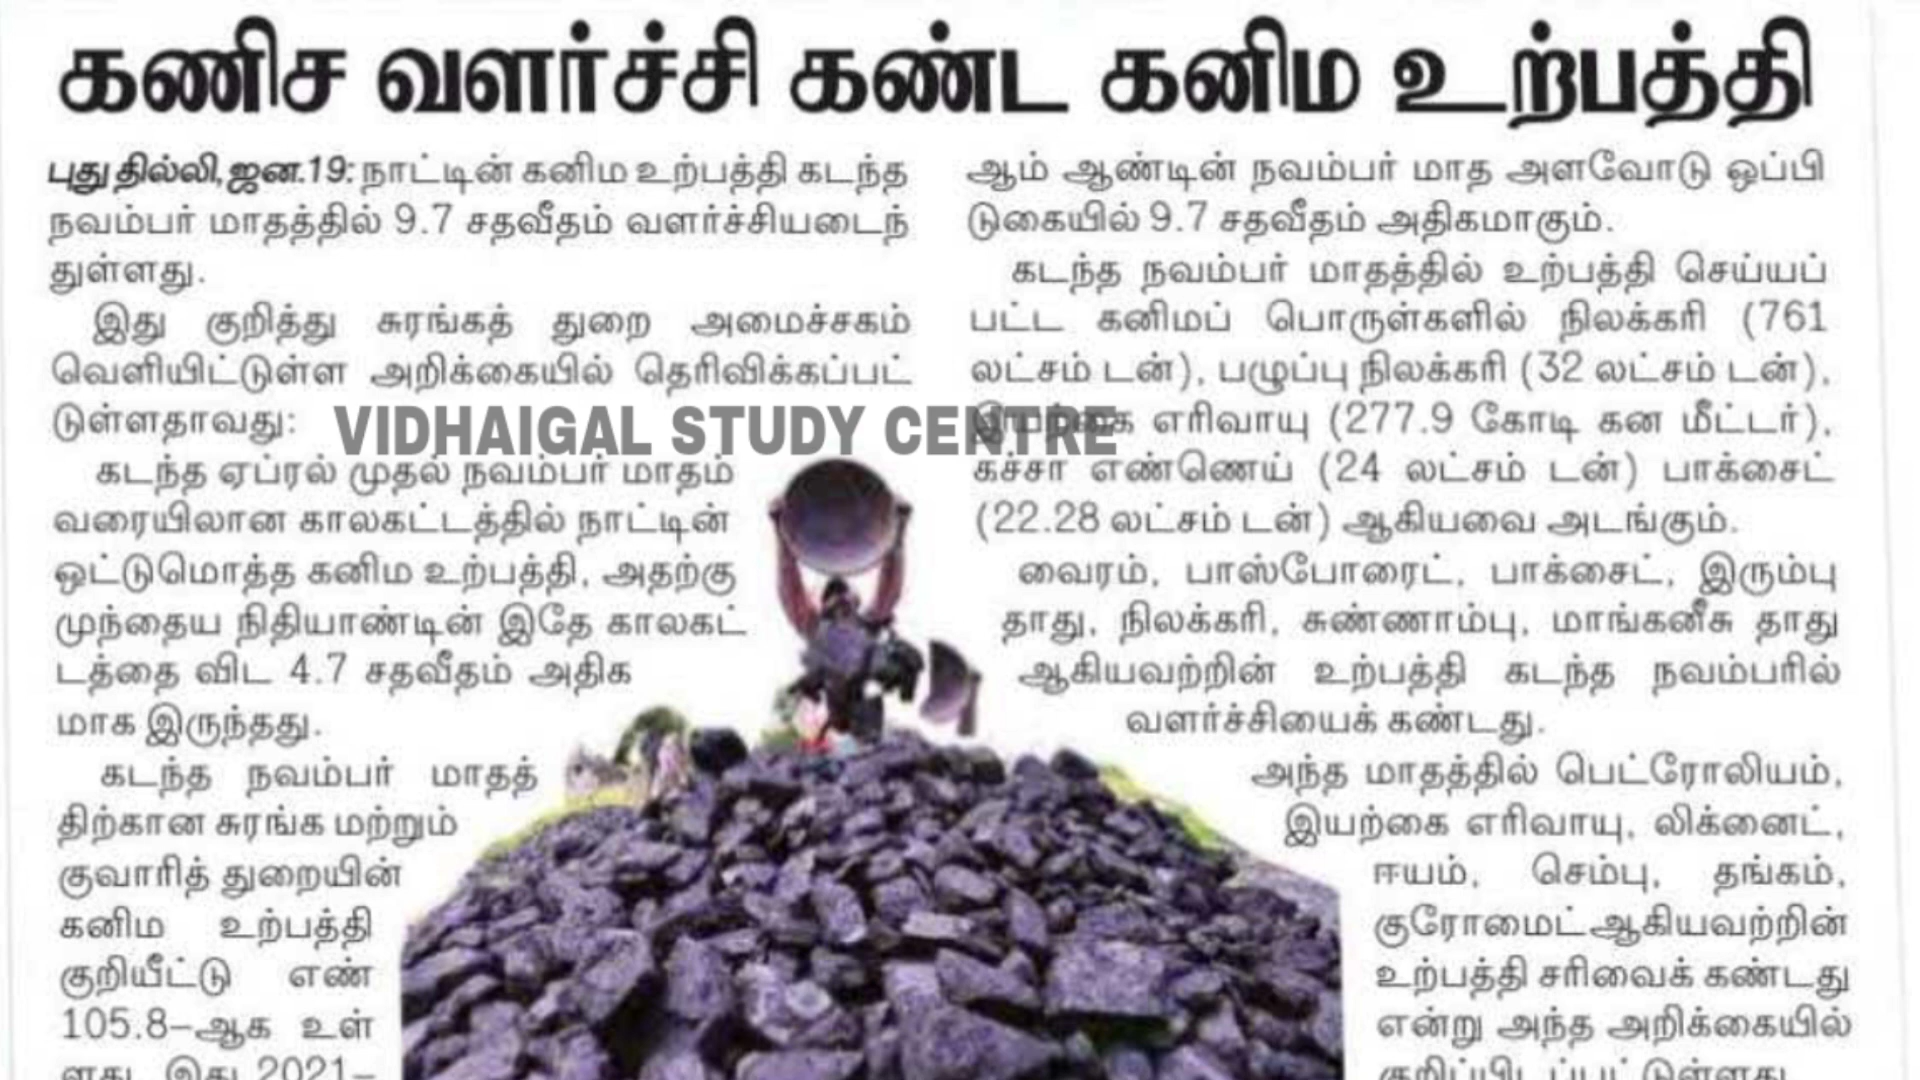 கணிச வளர்ச்சி கண்ட கனிம உற்பத்தி
புது தில்லி, ஜன.19: நாட்டின் கனிம உற்பத்தி கடந்த
நவம்பர் மாதத்தில் 9.7 சதவீதம் வளர்ச்சியடைந்
துள்ளது.
இது குறித்து சுரங்கத் துறை அமைச்சகம்
வெளியிட்டுள்ள அறிக்கையில் தெரிவிக்கப்பட்
டுள்ளதாவது:
கடந்த ஏப்ரல் முதல் நவம்பர் மாதம்
வரையிலான காலகட்டத்தில் நாட்டின்
ஒட்டுமொத்த கனிம உற்பத்தி, அதற்கு
முந்தைய நிதியாண்டின் இதே காலகட்
டத்தை விட 4.7 சதவீதம் அதிக
மாக இருந்தது.
கடந்த நவம்பர் மாதத்
திற்கான சுரங்க மற்றும்
குவாரித் துறையின்
கனிம உற்பத்தி
குறியீட்டு எண்
105.8–ஆக உள்
ளது. இது 2021–
ஆம் ஆண்டின் நவம்பர் மாத அளவோடு ஒப்பி
டுகையில் 9.7 சதவீதம் அதிகமாகும்.
கடந்த நவம்பர் மாதத்தில் உற்பத்தி செய்யப்
பட்ட கனிமப் பொருள்களில் நிலக்கரி (761
லட்சம் டன்), பழுப்பு நிலக்கரி (32 லட்சம் டன்),
இயற்கை எரிவாயு (277.9 கோடி கன மீட்டர்),
கச்சா எண்ணெய் (24 லட்சம் டன்) பாக்சைட்
(22.28 லட்சம் டன்) ஆகியவை அடங்கும்.
வைரம், பாஸ்போரைட், பாக்சைட், இரும்பு
தாது, நிலக்கரி, சுண்ணாம்பு, மாங்கனீசு தாது
ஆகியவற்றின் உற்பத்தி கடந்த நவம்பரில்
வளர்ச்சியைக் கண்டது.
அந்த மாதத்தில் பெட்ரோலியம்,
இயற்கை எரிவாயு, லிக்னைட்,
ஈயம், செம்பு, தங்கம்,
குரோமைட் ஆகியவற்றின்
உற்பத்தி சரிவைக் கண்டது
என்று அந்த அறிக்கையில்
குறிப்பிடப்பட்டுள்ளது.
VIDHAIGAL STUDY CENTRE